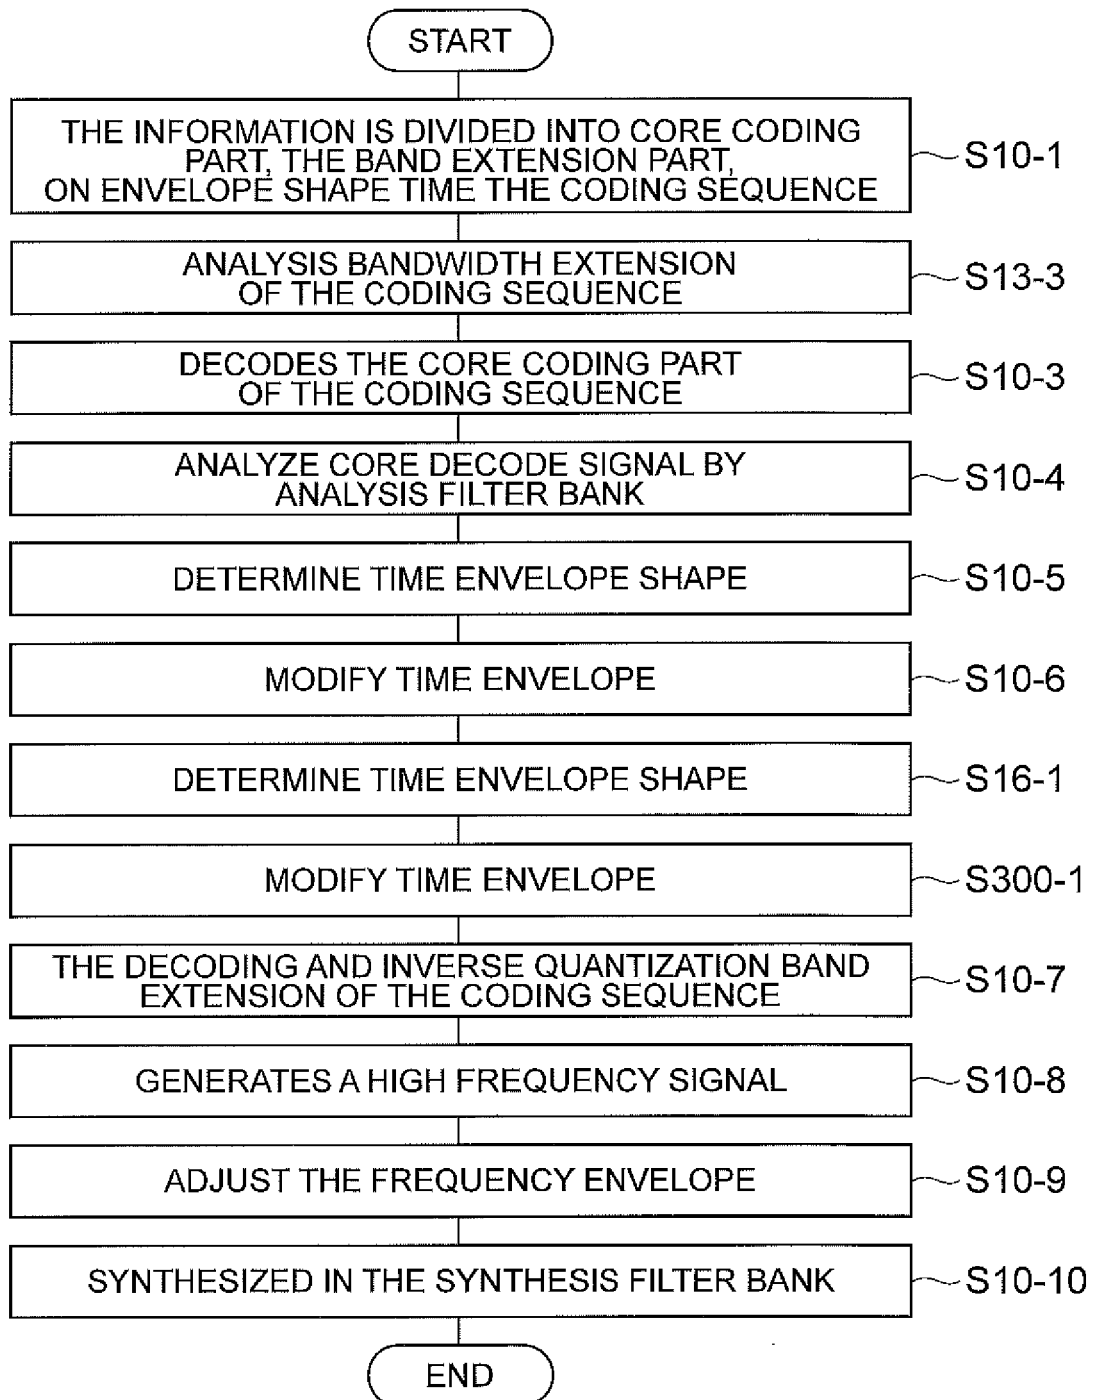 START
THE INFORMATION IS DIVIDED INTO CORE CODING
PART, THE BAND EXTENSION PART,
ON ENVELOPE SHAPE TIME THE CODING SEQUENCE
S10-1
ANALYSIS BANDWIDTH EXTENSION
OF THE CODING SEQUENCE
S13-3
DECODES THE CORE CODING PART
OF THE CODING SEQUENCE
S10-3
ANALYZE CORE DECODE SIGNAL BY
ANALYSIS FILTER BANK
S10-4
DETERMINE TIME ENVELOPE SHAPE
S10-5
MODIFY TIME ENVELOPE
S10-6
DETERMINE TIME ENVELOPE SHAPE
S16-1
MODIFY TIME ENVELOPE
S300-1
THE DECODING AND INVERSE QUANTIZATION BAND
EXTENSION OF THE CODING SEQUENCE
S10-7
GENERATES A HIGH FREQUENCY SIGNAL
S10-8
ADJUST THE FREQUENCY ENVELOPE
S10-9
SYNTHESIZED IN THE SYNTHESIS FILTER BANK
S10-10
END